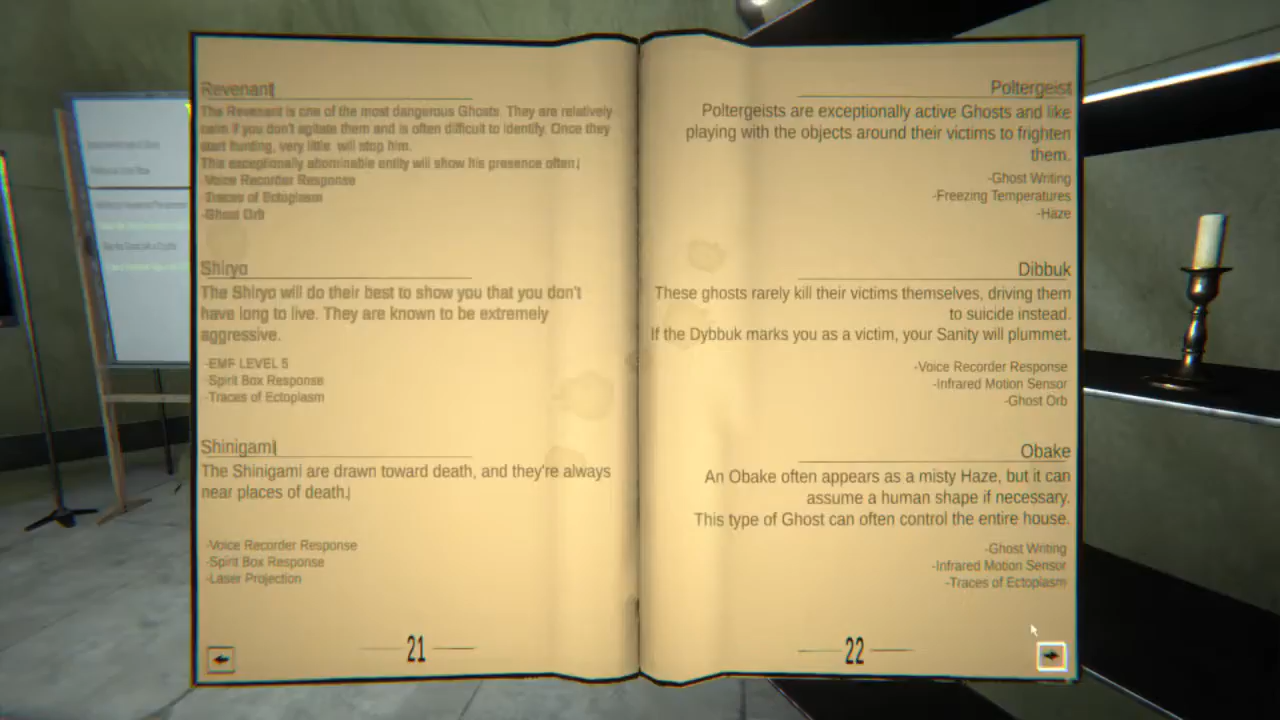 Revenant
The Revenant is one of the most dangerous Ghosts. They are relatively
calm if you don't agitate them and is often difficult to identify. Once they
start hunting, very little will stop him.
This exceptionally abominable entity will show his presence often.
-Voice Recorder Response
-Traces of Ectoplasm
-Ghost Orb
Shiryo
The Shiryo will do their best to show you that you don't
have long to live. They are known to be extremely
aggressive.
-EMF LEVEL 5
-Spirit Box Response
-Traces of Ectoplasm
Shinigami
The Shinigami are drawn toward death, and they're always
near places of death.
-Voice Recorder Response
-Spirit Box Response
-Laser Projection
21
Poltergeist
Poltergeists are exceptionally active Ghosts and like
playing with the objects around their victims to frighten
them.
-Ghost Writing
-Freezing Temperatures
-Haze
Dibbuk
These ghosts rarely kill their victims themselves, driving them
to suicide instead.
If the Dybbuk marks you as a victim, your Sanity will plummet.
-Voice Recorder Response
-Infrared Motion Sensor
-Ghost Orb
Obake
An Obake often appears as a misty Haze, but it can
assume a human shape if necessary.
This type of Ghost can often control the entire house.
-Ghost Writing
-Infrared Motion Sensor
-Traces of Ectoplasm
22